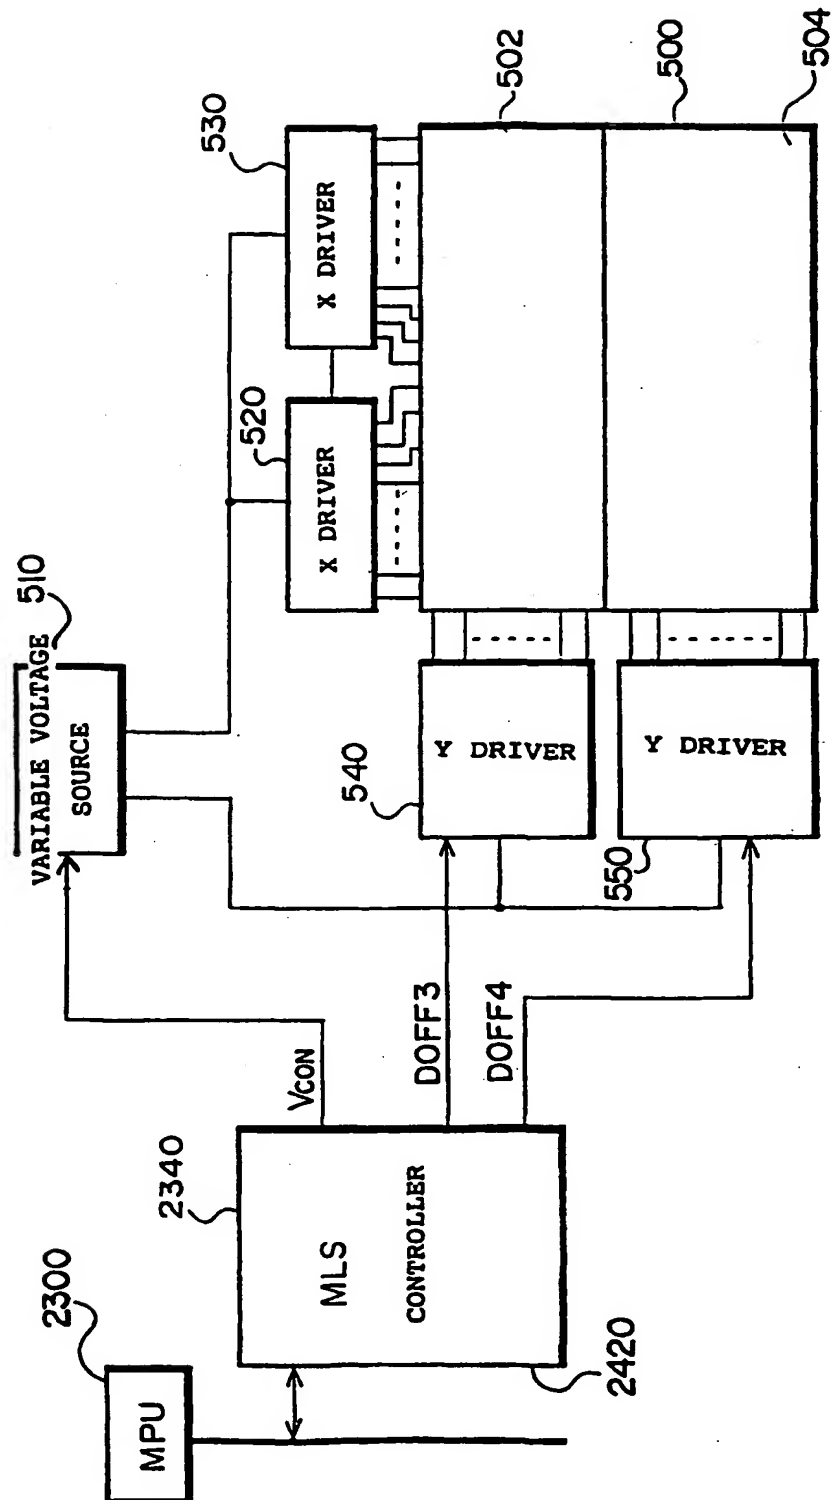 MPU
2300
MLS
CONTROLLER
2340
2420
VCON
DOFF3
DOFF4
VARIABLE VOLTAGE
SOURCE
510
X DRIVER
520
X DRIVER
530
Y DRIVER
540
Y DRIVER
550
502
500
504